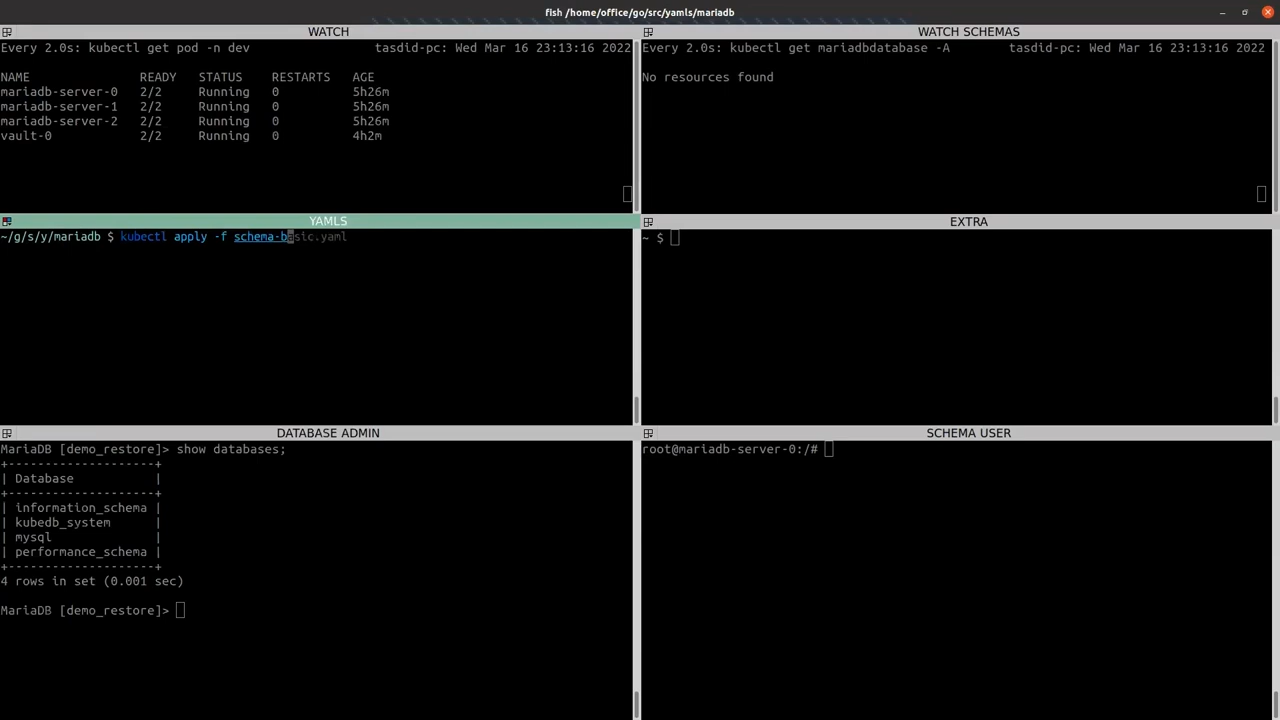 fish /home/office/go/src/yamls/mariadb
WATCH
Every 2.0s: kubectl get pod -n dev tasdid-pc: Wed Mar 16 23:13:16 2022
NAME READY STATUS RESTARTS AGE
mariadb-server-0 2/2 Running 0 5h26m
mariadb-server-1 2/2 Running 0 5h26m
mariadb-server-2 2/2 Running 0 5h26m
vault-0 2/2 Running 0 4h2m
WATCH SCHEMAS
Every 2.0s: kubectl get mariadbdatabase -A tasdid-pc: Wed Mar 16 23:13:16 2022
No resources found
YAMLS
~/g/s/y/mariadb $ kubectl apply -f schema-basic.yaml
EXTRA
~ $
DATABASE ADMIN
MariaDB [demo_restore]> show databases;
+--------------------+
| Database |
+--------------------+
| information_schema |
| kubedb_system |
| mysql |
| performance_schema |
+--------------------+
4 rows in set (0.001 sec)
MariaDB [demo_restore]>
SCHEMA USER
root@mariadb-server-0:/#